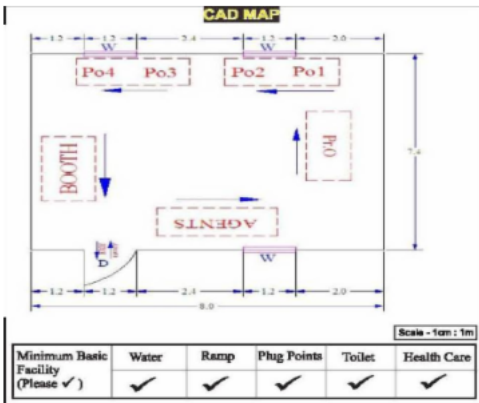 CAD MAP
1.2 1.2 2.4 1.2 2.0
W W
Po4 Po3 Po2 Po1
BOOTH
Pr.O
7.4
AGENTS
D
W
1.2 1.2 2.4 1.2 2.0
8.0
Scale - 1cm : 1m
Minimum Basic Facility (Please ✓) Water Ramp Plug Points Toilet Health Care
✓ ✓ ✓ ✓ ✓